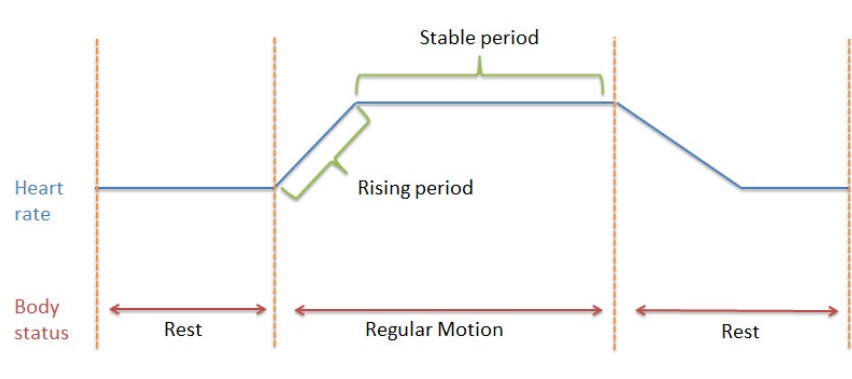 Stable period
Rising period
Heart
rate
Body
status
Rest
Regular Motion
Rest